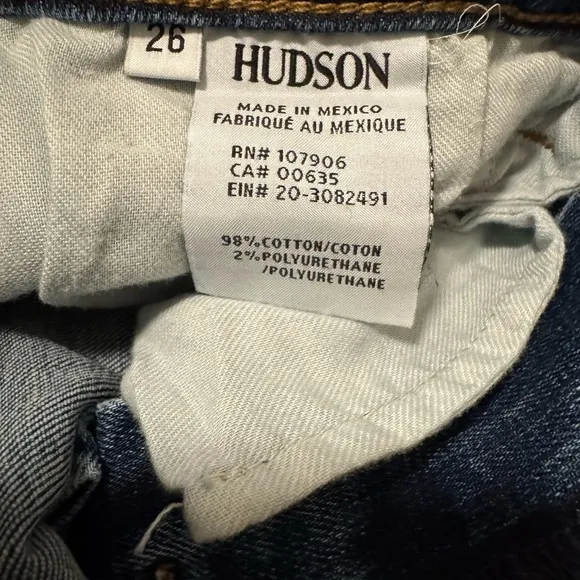 26
HUDSON
MADE IN MEXICO
FABRIQUÉ AU MEXIQUE
RN# 107906
CA# 00635
EIN# 20-3082491
98% COTTON/COTON
2% POLYURETHANE
/POLYURETHANE